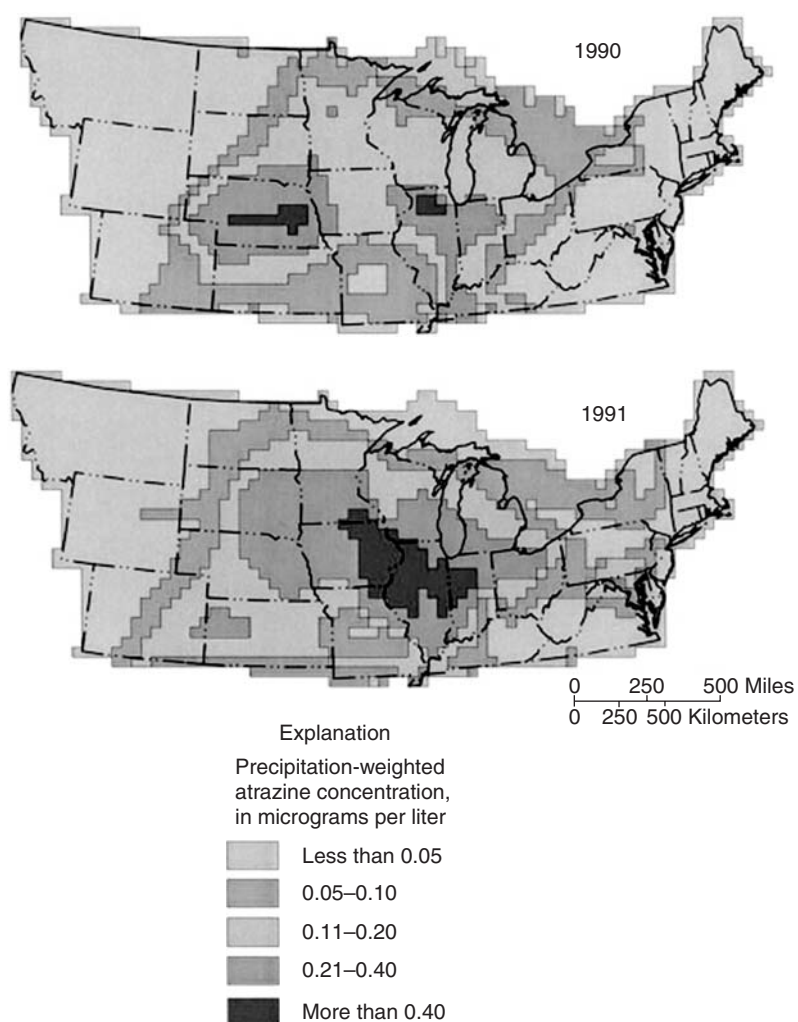 1990
1991
0 250 500 Miles
0 250 500 Kilometers
Explanation
Precipitation-weighted
atrazine concentration,
in micrograms per liter
Less than 0.05
0.05–0.10
0.11–0.20
0.21–0.40
More than 0.40